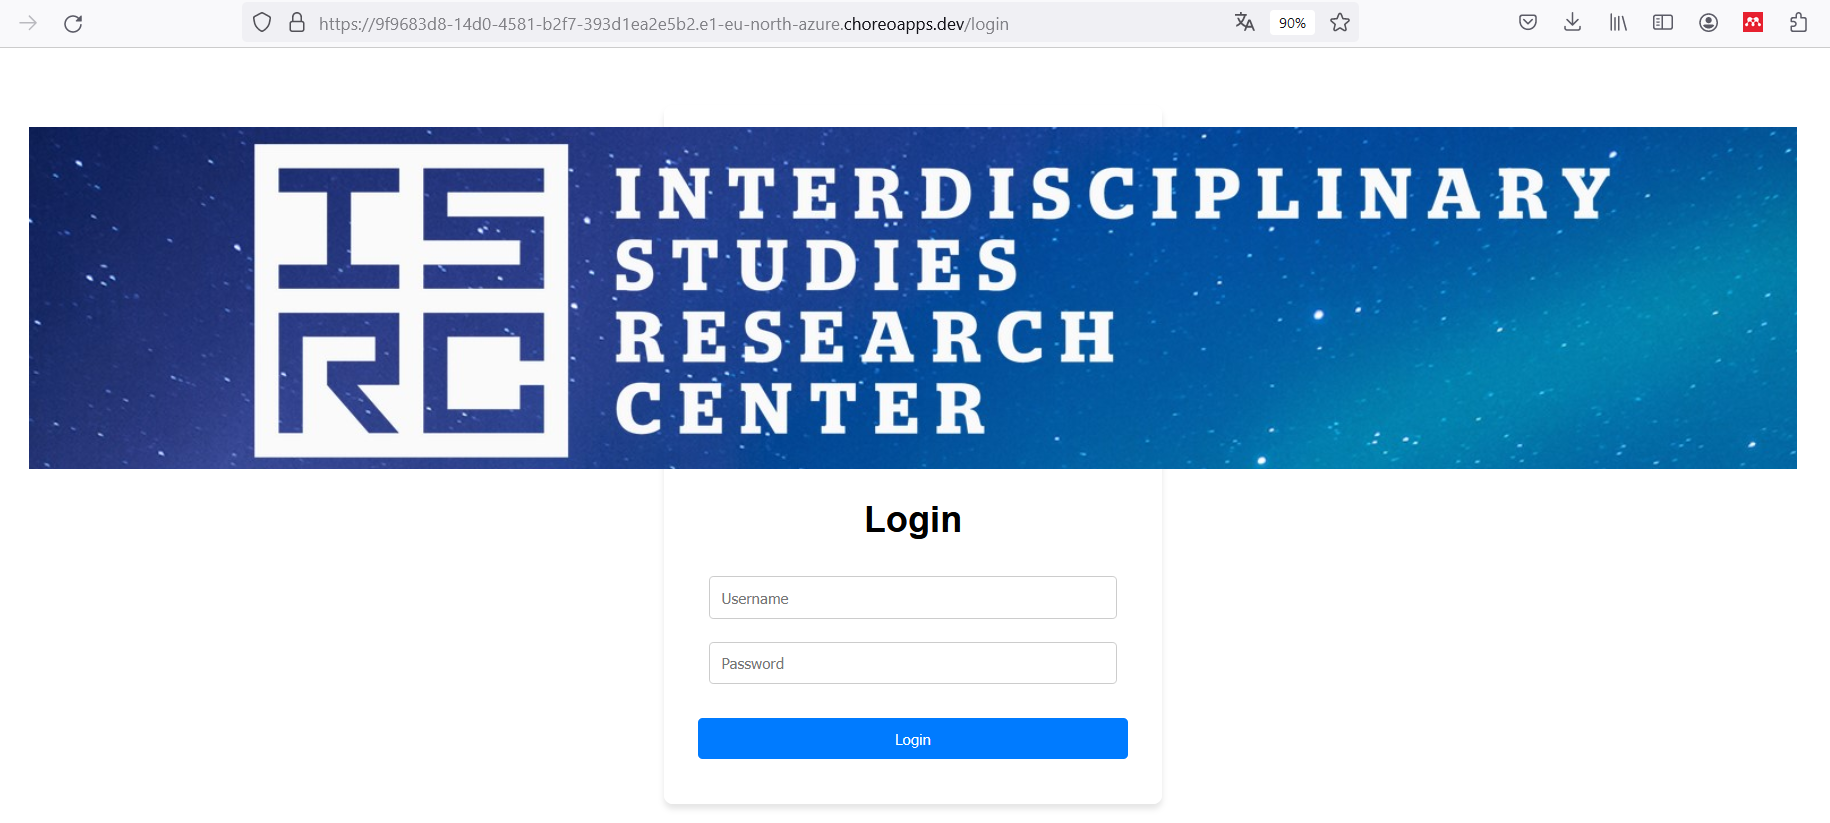 https://9f9683d8-14d0-4581-b2f7-393d1ea2e5b2.e1-eu-north-azure.choreoapps.dev/login
90%
IS
RC
INTERDISCIPLINARY
STUDIES
RESEARCH
CENTER
Login
Username
Password
Login